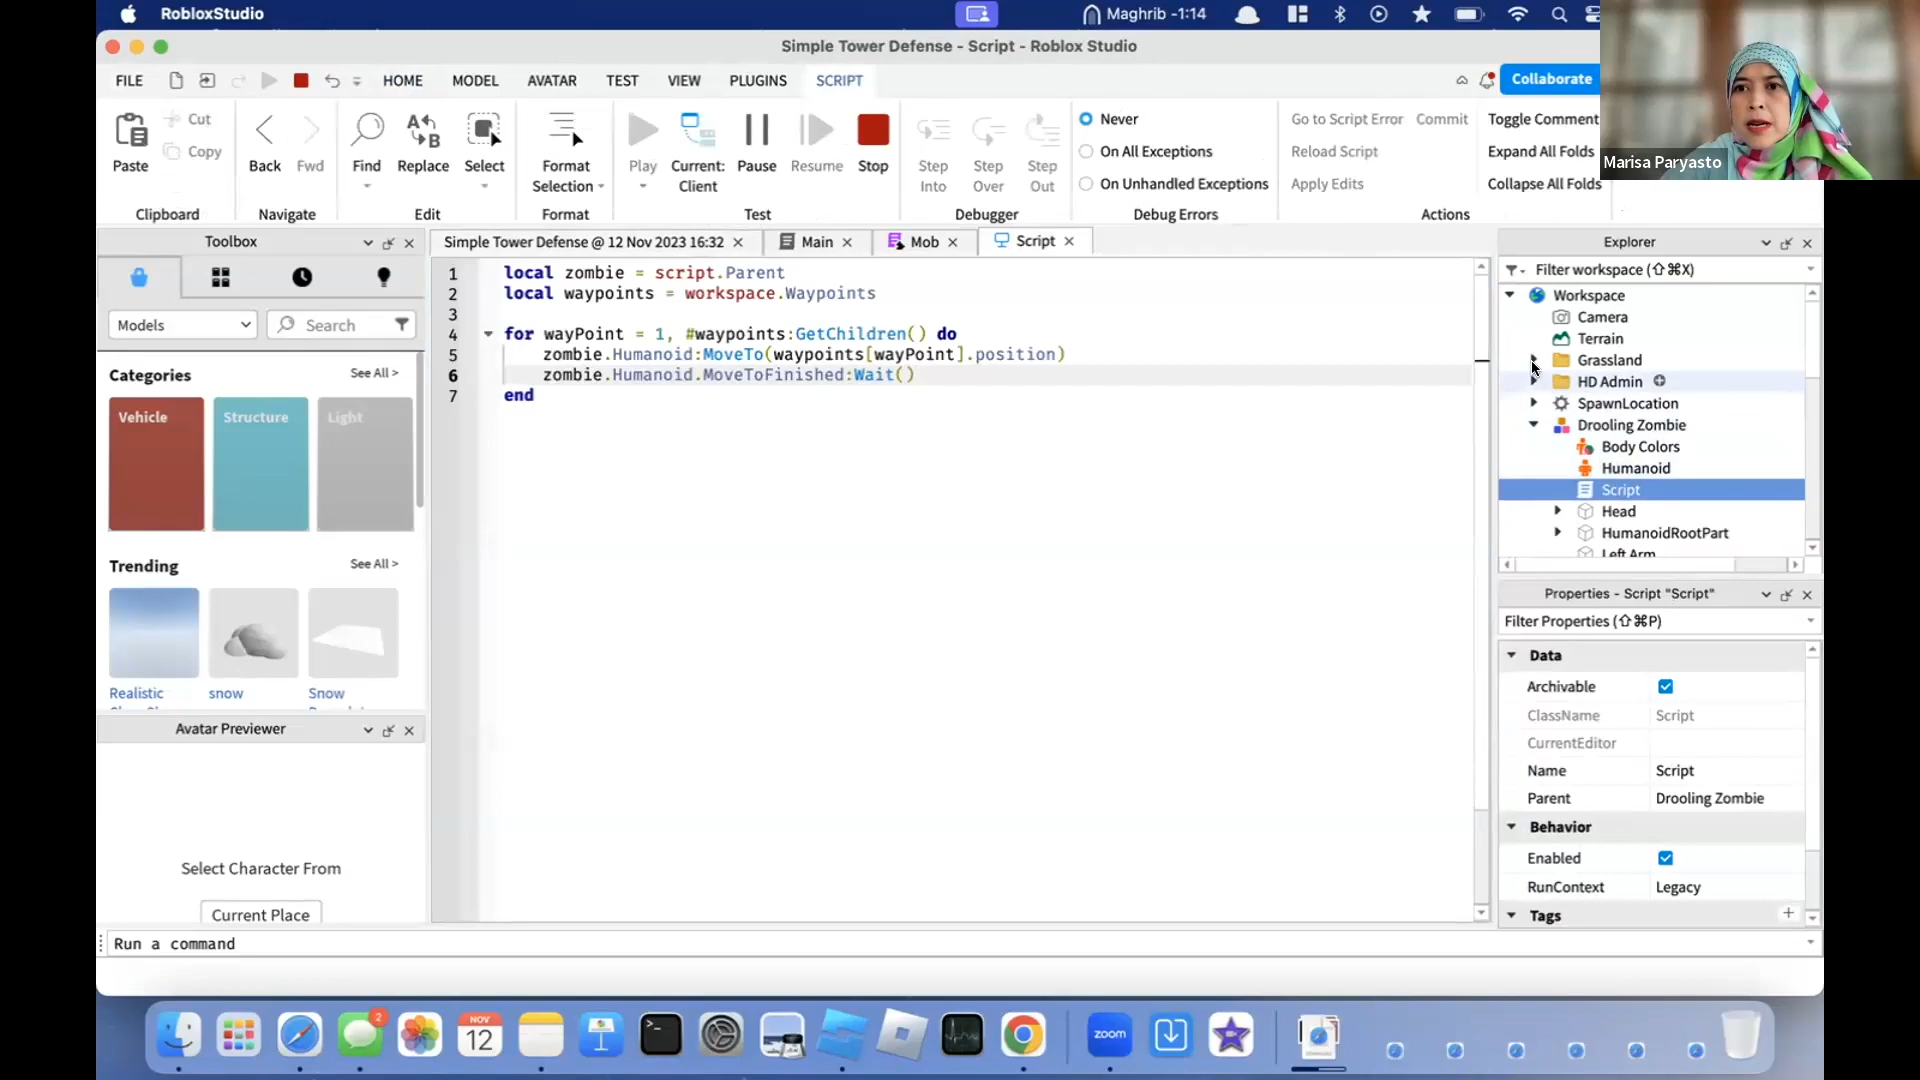 RobloxStudio
Maghrib -1:14
Simple Tower Defense - Script - Roblox Studio
FILE
HOME
MODEL
AVATAR
TEST
VIEW
PLUGINS
SCRIPT
Collaborate
Marisa Paryasto
Paste
Cut
Copy
Clipboard
Back
Fwd
Navigate
Find
Replace
Select
Edit
Format
Selection
Format
Play
Current:
Client
Pause
Resume
Stop
Test
Step
Into
Step
Over
Step
Out
Debugger
Never
On All Exceptions
On Unhandled Exceptions
Debug Errors
Go to Script Error
Commit
Reload Script
Apply Edits
Toggle Comment
Expand All Folds
Collapse All Folds
Actions
Toolbox
Models
Search
Categories
See All >
Vehicle
Structure
Light
Trending
See All >
Realistic
snow
Snow
Avatar Previewer
Select Character From
Current Place
Simple Tower Defense @ 12 Nov 2023 16:32
Main
Mob
Script
1 local zombie = script.Parent
2 local waypoints = workspace.Waypoints
3
4 for wayPoint = 1, #waypoints:GetChildren() do
5 zombie.Humanoid:MoveTo(waypoints[wayPoint].position)
6 zombie.Humanoid.MoveToFinished:Wait()
7 end
Explorer
Filter workspace (⇧⌘X)
Workspace
Camera
Terrain
Grassland
HD Admin
SpawnLocation
Drooling Zombie
Body Colors
Humanoid
Script
Head
HumanoidRootPart
Left Arm
Properties - Script "Script"
Filter Properties (⇧⌘P)
Data
Archivable
ClassName Script
CurrentEditor
Name Script
Parent Drooling Zombie
Behavior
Enabled
RunContext Legacy
Tags
Run a command
2
NOV
12
zoom